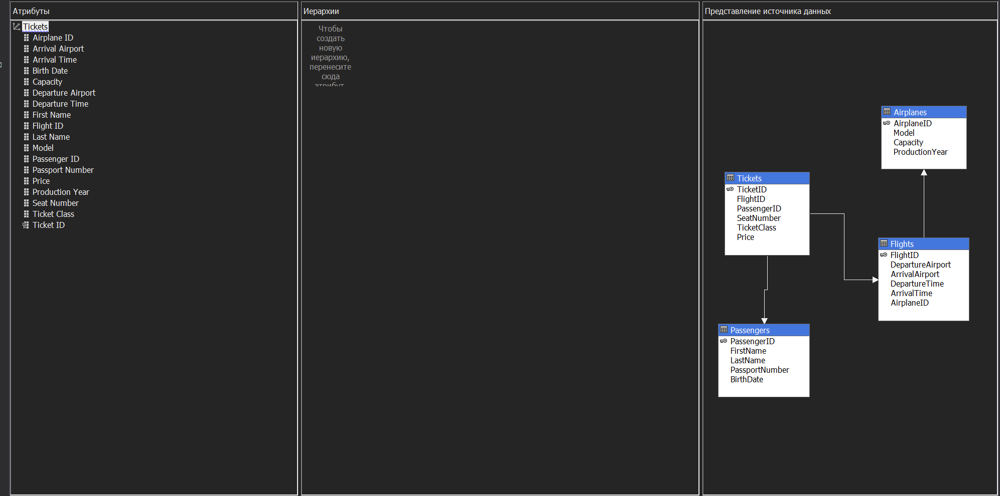 Атрибуты
Tickets
Airplane ID
Arrival Airport
Arrival Time
Birth Date
Capacity
Departure Airport
Departure Time
First Name
Flight ID
Last Name
Model
Passenger ID
Passport Number
Price
Production Year
Seat Number
Ticket Class
Ticket ID
Иерархии
Чтобы
создать
новую
иерархию,
перенесите
сюда
атрибут
Представление источника данных
Airplanes
AirplaneID
Model
Capacity
ProductionYear
Tickets
TicketID
FlightID
PassengerID
SeatNumber
TicketClass
Price
Flights
FlightID
DepartureAirport
ArrivalAirport
DepartureTime
ArrivalTime
AirplaneID
Passengers
PassengerID
FirstName
LastName
PassportNumber
BirthDate